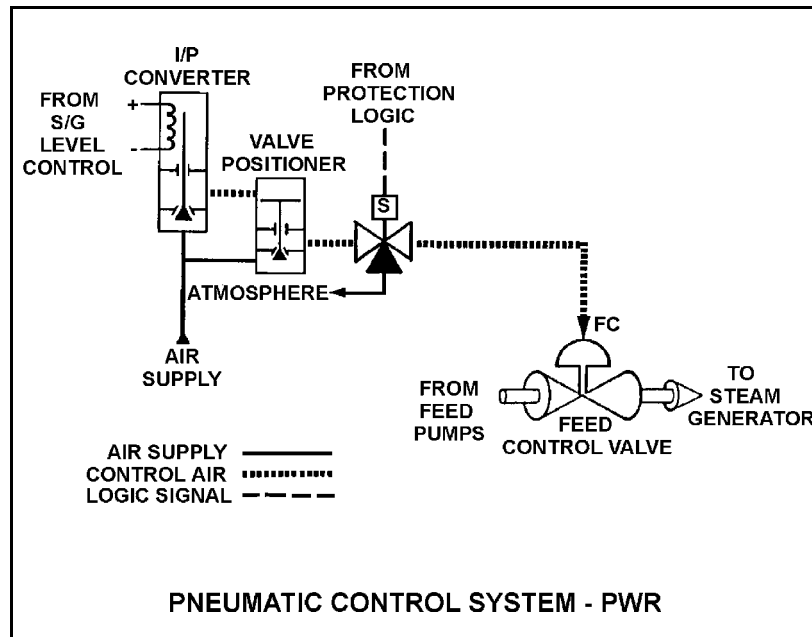 I/P
CONVERTER
FROM
S/G
LEVEL
CONTROL
+
-
FROM
PROTECTION
LOGIC
VALVE
POSITIONER
S
ATMOSPHERE
AIR
SUPPLY
FC
FROM
FEED
PUMPS
FEED
CONTROL VALVE
TO
STEAM
GENERATOR
AIR SUPPLY
CONTROL AIR
LOGIC SIGNAL
PNEUMATIC CONTROL SYSTEM - PWR